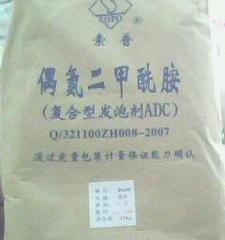 SOPO
索普
偶氮二甲酰胺
(复合型发泡剂ADC)
Q/321100ZH008-2007
通过定量包装计量保证能力确认